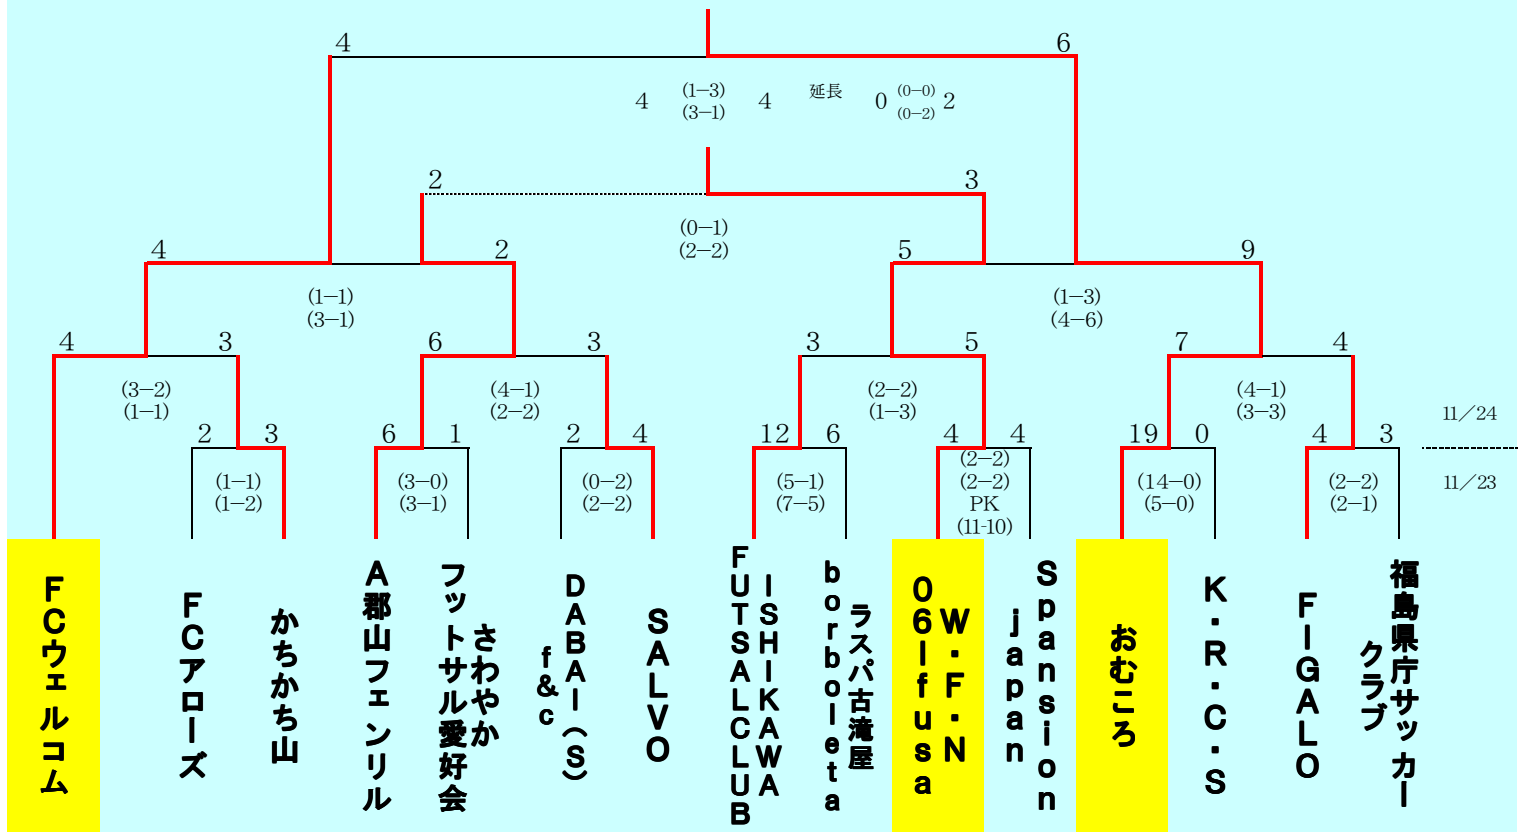 4 6
4 (1−3) 4 延長 0 (0−0) 2
(3−1) (0−2)
2 3
(0−1)
(2−2)
4 2 5 9
(1−1) (1−3)
(3−1) (4−6)
4 3 6 3 3 5 7 4
(3−2) (4−1) (2−2) (4−1)
(1−1) (2−2) (1−3) (3−3)
11／24
2 3 6 1 2 4 12 6 4 4 19 0 4 3
(1−1) (3−0) (0−2) (5−1) (2−2) (14−0) (2−2)
(1−2) (3−1) (2−2) (7−5) (2−2) (5−0) (2−1)
PK
(11-10)
11／23
ＦＣウェルコム
ＦＣアローズ
かちかち山
Ａ郡山フェンリル
さわやか
フットサル愛好会
ＤＡＢＡＩ（Ｓ）
ｆ＆ｃ
ＳＡＬＶＯ
ＩＳＨＩＫＡＷＡ
ＦＵＴＳＡＬＣＬＵＢ
ラスパ古滝屋
ｂｏｒｂｏｌｅｔａ
Ｗ・Ｆ・Ｎ
０６ｌｆｕｓａ
Ｓｐａｎｓｉｏｎ
ｊａｐａｎ
おむころ
Ｋ・Ｒ・Ｃ・Ｓ
ＦＩＧＡＬＯ
福島県庁サッカー
クラブ